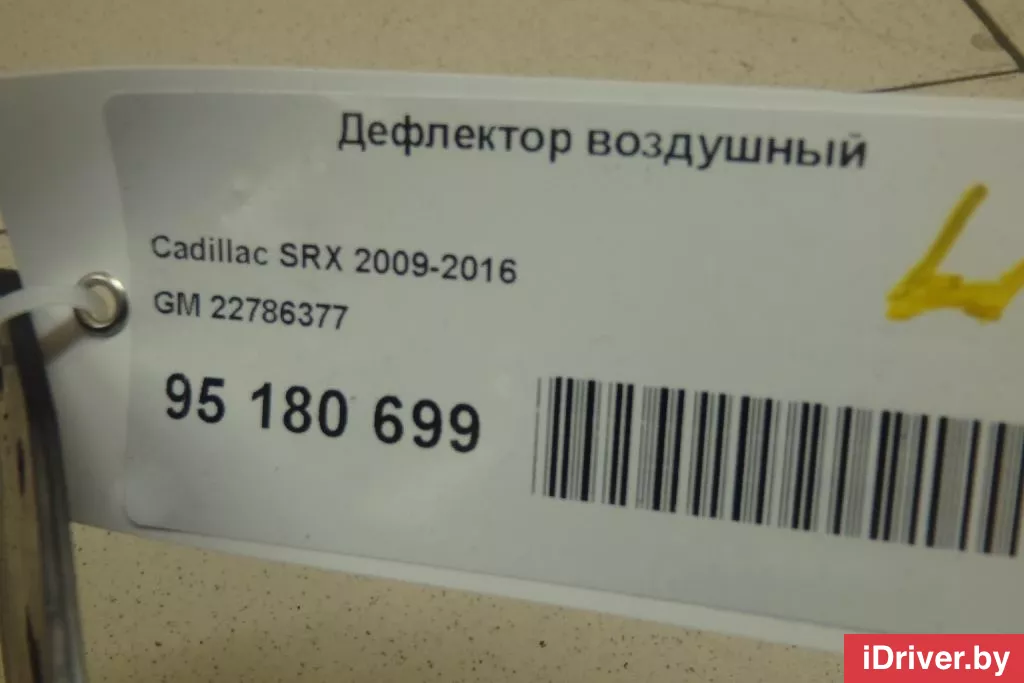 Дефлектор воздушный
Cadillac SRX 2009-2016
GM 22786377
95 180 699
iDriver.by